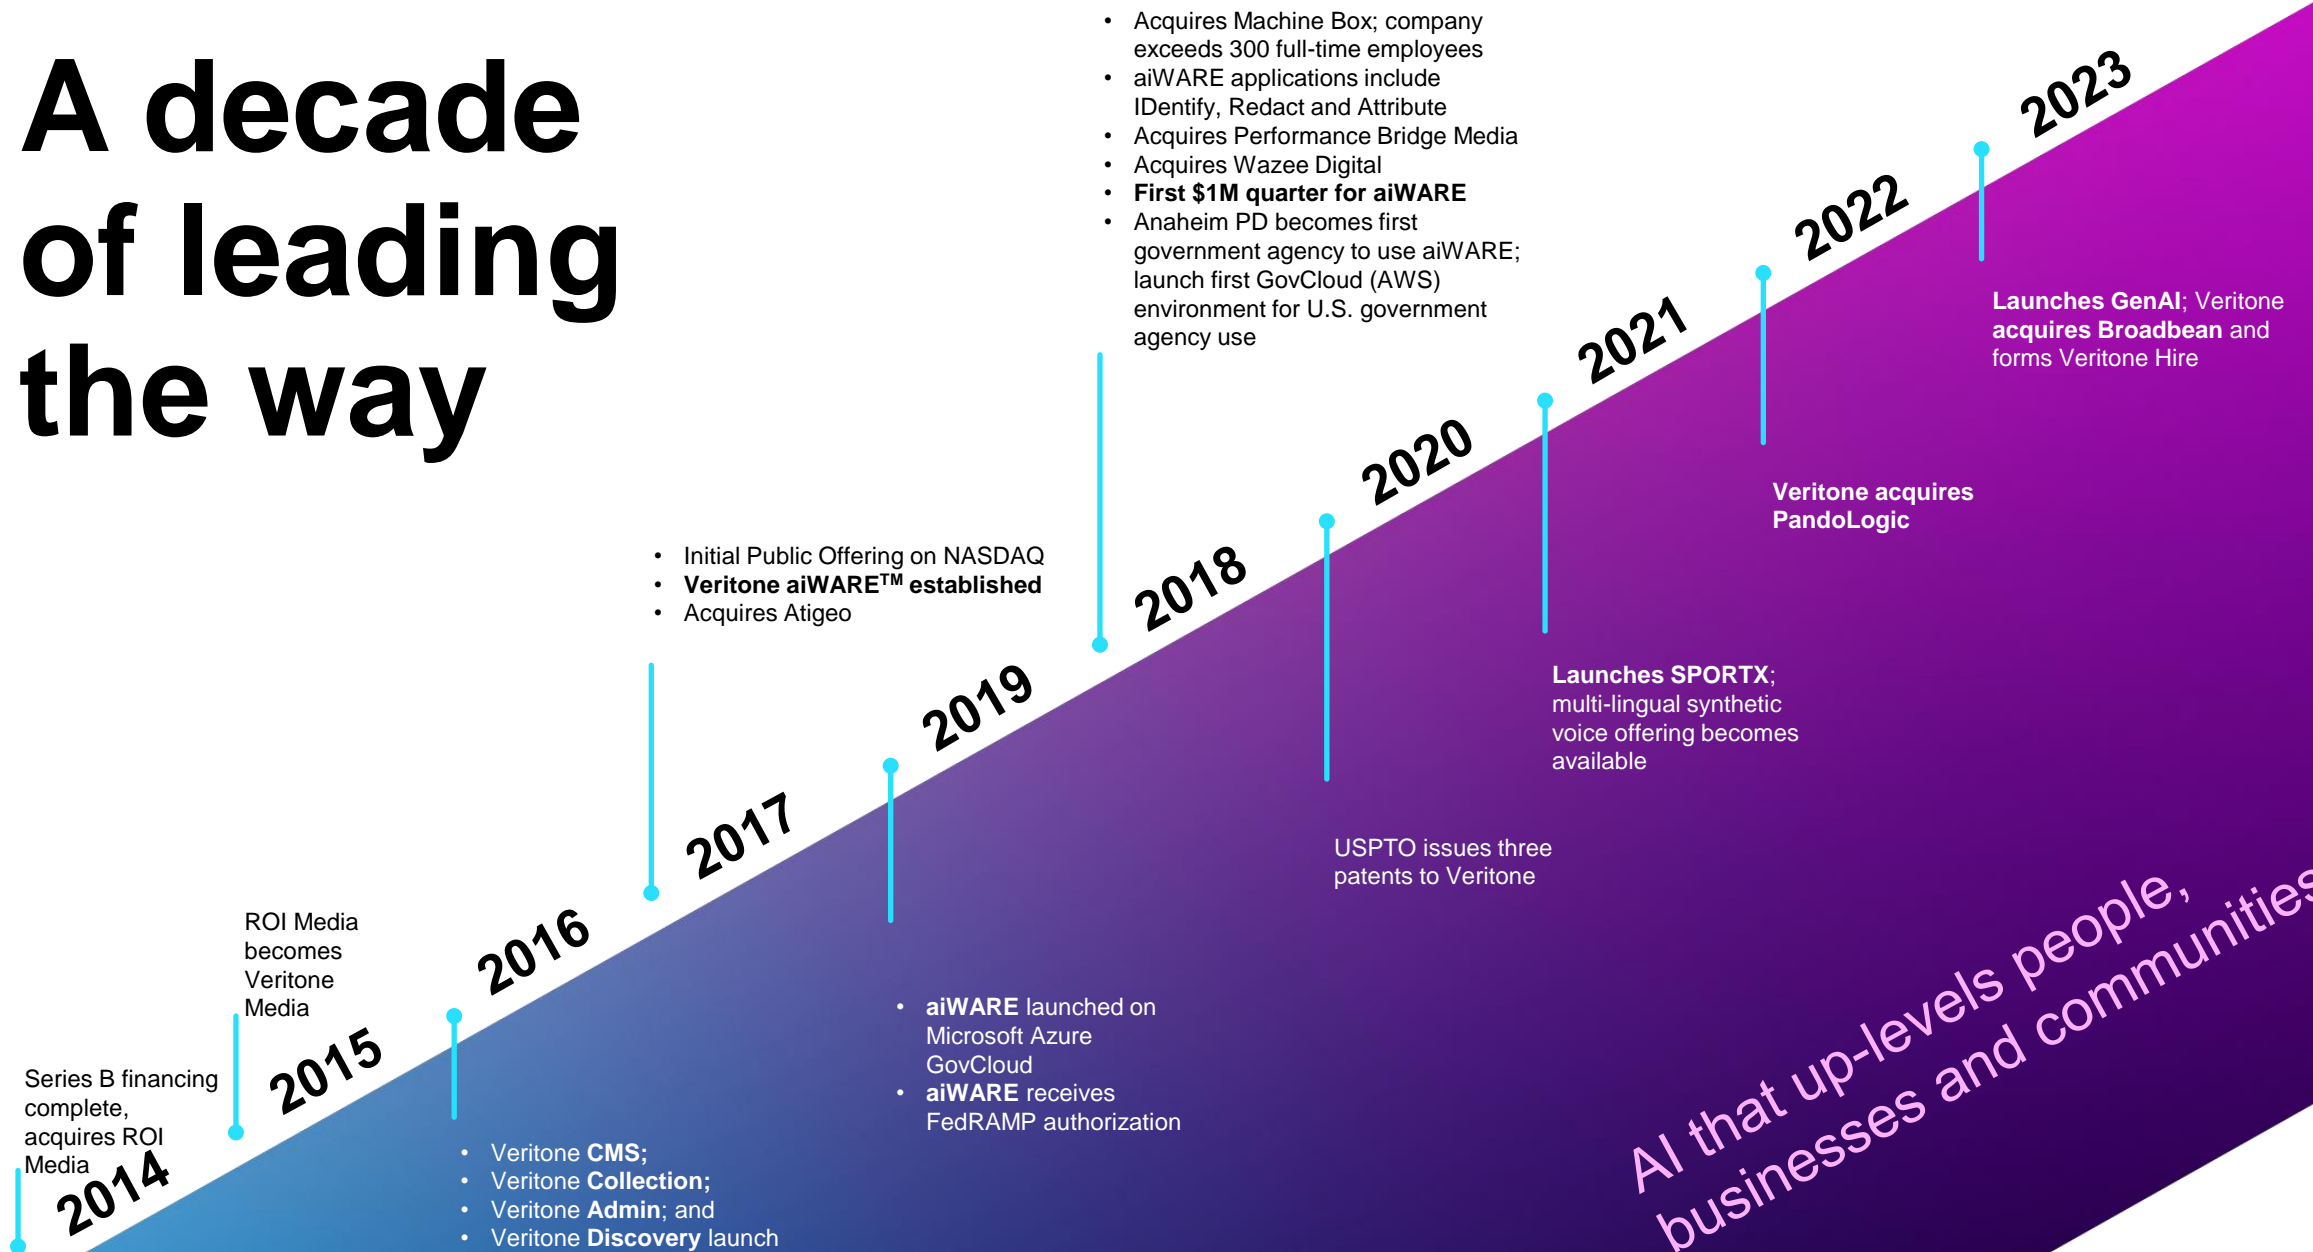 A decade
of leading
the way
Series B financing
complete,
acquires ROI
Media
2014
ROI Media
becomes
Veritone
Media
2015
2016
• Veritone CMS;
• Veritone Collection;
• Veritone Admin; and
• Veritone Discovery launch
• Initial Public Offering on NASDAQ
• Veritone aiWARE™ established
• Acquires Atigeo
2017
2019
• aiWARE launched on
Microsoft Azure
GovCloud
• aiWARE receives
FedRAMP authorization
• Acquires Machine Box; company
exceeds 300 full-time employees
• aiWARE applications include
IDentify, Redact and Attribute
• Acquires Performance Bridge Media
• Acquires Wazee Digital
• First $1M quarter for aiWARE
• Anaheim PD becomes first
government agency to use aiWARE;
launch first GovCloud (AWS)
environment for U.S. government
agency use
2018
2020
USPTO issues three
patents to Veritone
2021
Launches SPORTX;
multi-lingual synthetic
voice offering becomes
available
2022
Veritone acquires
PandoLogic
2023
Launches GenAI; Veritone
acquires Broadbean and
forms Veritone Hire
AI that up-levels people,
businesses and communities